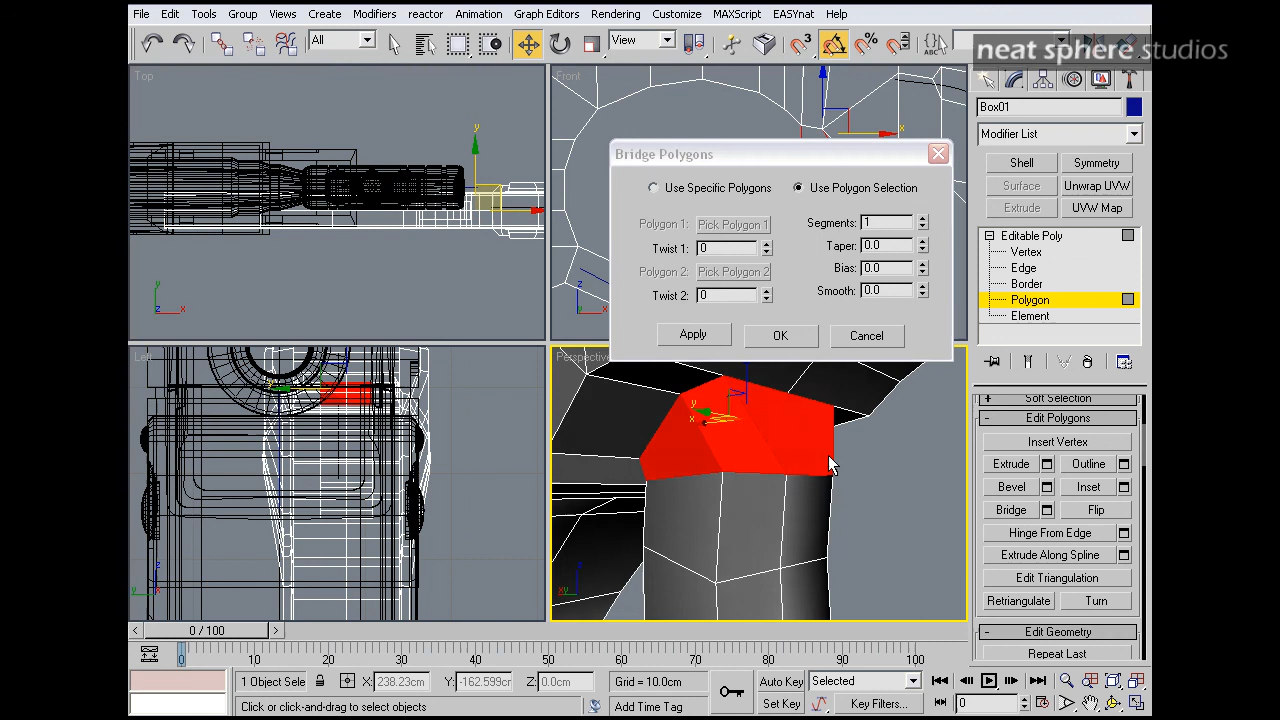 File Edit Tools Group Views Create Modifiers reactor Animation Graph Editors Rendering Customize MAXScript EASYnat Help
All View 3 % ABC
neat sphere studios
Top Front
Box01
Modifier List
Shell Symmetry
Surface Unwrap UVW
Extrude UVW Map
Editable Poly
Vertex
Edge
Border
Polygon
Element
Bridge Polygons
Use Specific Polygons Use Polygon Selection
Polygon 1: Pick Polygon 1 Segments: 1
Twist 1: 0 Taper: 0.0
Polygon 2: Pick Polygon 2 Bias: 0.0
Twist 2: 0 Smooth: 0.0
Apply OK Cancel
Left Perspective
Soft Selection
Edit Polygons
Insert Vertex
Extrude Outline
Bevel Inset
Bridge Flip
Hinge From Edge
Extrude Along Spline
Edit Triangulation
Retriangulate Turn
Edit Geometry
Repeat Last
0 / 100
0 10 20 30 40 50 60 70 80 90 100
1 Object Sele X: 238.23cm Y: -162.599cm Z: 0.0cm Grid = 10.0cm Auto Key Selected
Click or click-and-drag to select objects Add Time Tag Set Key Key Filters... 0